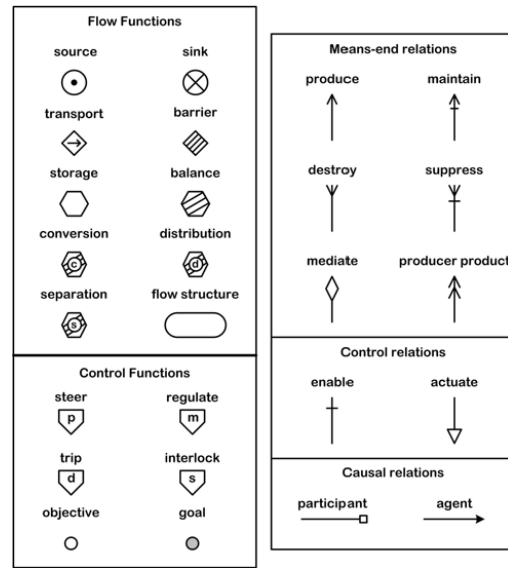 Flow Functions
source sink
transport barrier
storage balance
conversion distribution
c d
separation flow structure
s
Control Functions
steer regulate
p m
trip interlock
d s
objective goal
Means-end relations
produce maintain
destroy suppress
mediate producer product
Control relations
enable actuate
Causal relations
participant agent